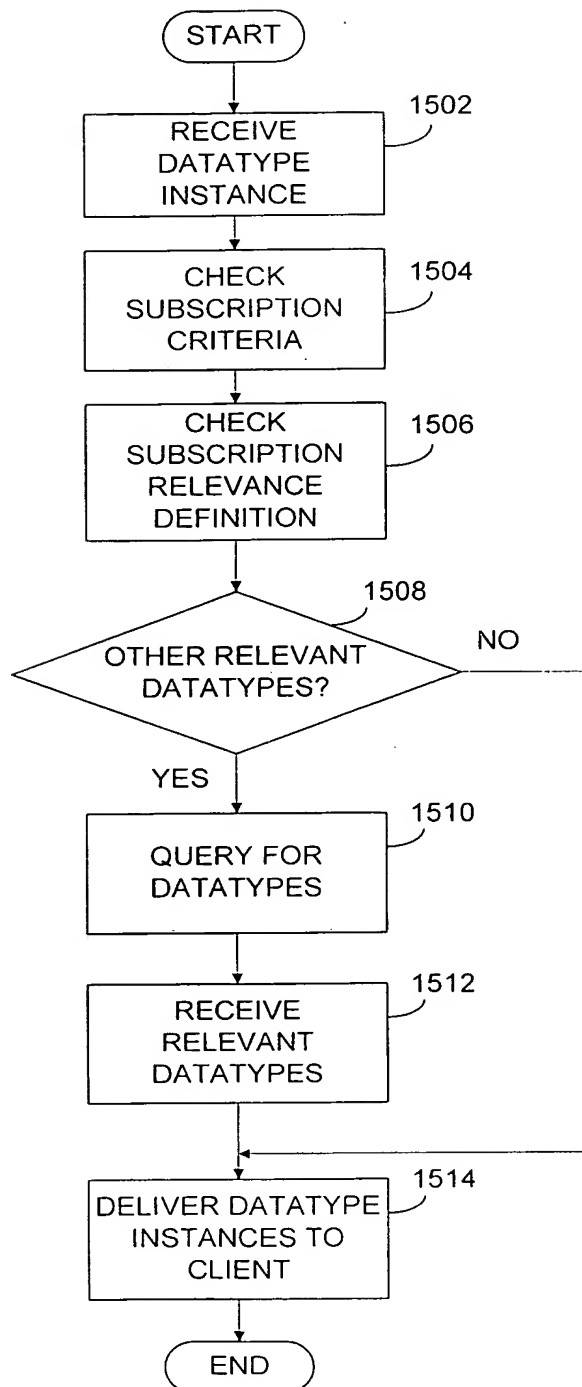 START
1502
RECEIVE
DATATYPE
INSTANCE
1504
CHECK
SUBSCRIPTION
CRITERIA
1506
CHECK
SUBSCRIPTION
RELEVANCE
DEFINITION
1508
OTHER RELEVANT
DATATYPES?
NO
YES
1510
QUERY FOR
DATATYPES
1512
RECEIVE
RELEVANT
DATATYPES
1514
DELIVER DATATYPE
INSTANCES TO
CLIENT
END